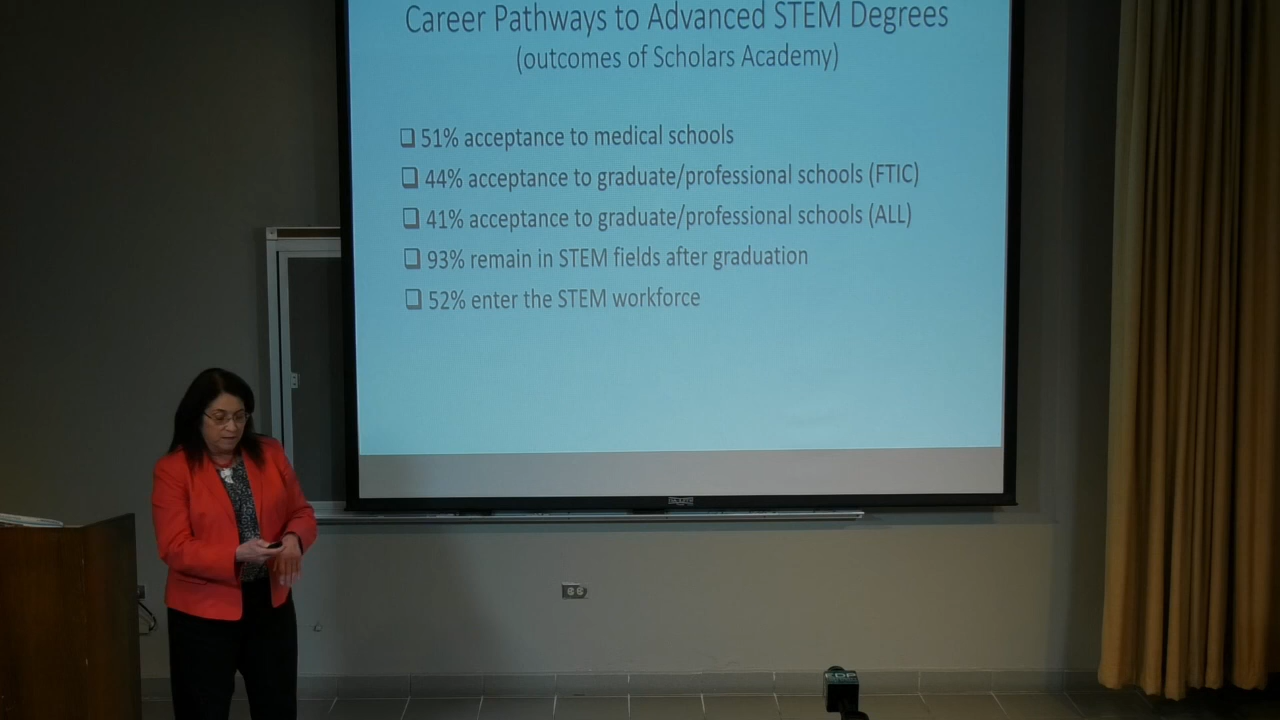 Career Pathways to Advanced STEM Degrees
(outcomes of Scholars Academy)
51% acceptance to medical schools
44% acceptance to graduate/professional schools (FTIC)
41% acceptance to graduate/professional schools (ALL)
93% remain in STEM fields after graduation
52% enter the STEM workforce